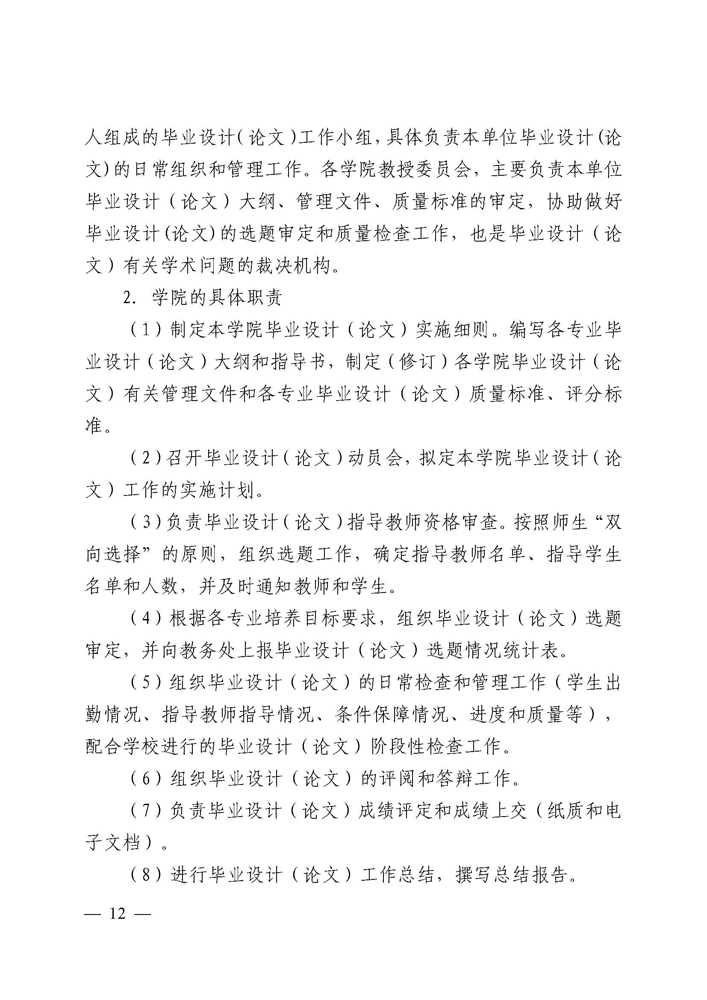 人组成的毕业设计(论文)工作小组,具体负责本单位毕业设计(论
文)的日常组织和管理工作。各学院教授委员会，主要负责本单位
毕业设计（论文）大纲、管理文件、质量标准的审定，协助做好
毕业设计(论文)的选题审定和质量检查工作，也是毕业设计（论
文）有关学术问题的裁决机构。
2． 学院的具体职责
（1）制定本学院毕业设计（论文）实施细则。编写各专业毕
业设计（论文）大纲和指导书，制定（修订）各学院毕业设计（论
文）有关管理文件和各专业毕业设计（论文）质量标准、评分标
准。
（2）召开毕业设计（论文）动员会，拟定本学院毕业设计（论
文）工作的实施计划。
（3）负责毕业设计（论文）指导教师资格审查。按照师生“双
向选择”的原则，组织选题工作，确定指导教师名单、指导学生
名单和人数，并及时通知教师和学生。
（4）根据各专业培养目标要求，组织毕业设计（论文）选题
审定，并向教务处上报毕业设计（论文）选题情况统计表。
（5）组织毕业设计（论文）的日常检查和管理工作（学生出
勤情况、指导教师指导情况、条件保障情况、进度和质量等），
配合学校进行的毕业设计（论文）阶段性检查工作。
（6）组织毕业设计（论文）的评阅和答辩工作。
（7）负责毕业设计（论文）成绩评定和成绩上交（纸质和电
子文档）。
（8）进行毕业设计（论文）工作总结，撰写总结报告。
— 12 —